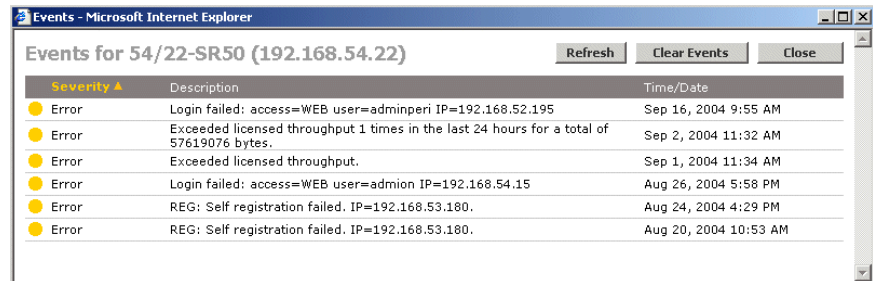 Events - Microsoft Internet Explorer
Events for 54/22-SR50 (192.168.54.22)
Refresh
Clear Events
Close
Severity ▲ Description Time/Date
Error Login failed: access=WEB user=adminperi IP=192.168.52.195 Sep 16, 2004 9:55 AM
Error Exceeded licensed throughput 1 times in the last 24 hours for a total of
57619076 bytes. Sep 2, 2004 11:32 AM
Error Exceeded licensed throughput. Sep 1, 2004 11:34 AM
Error Login failed: access=WEB user=admion IP=192.168.54.15 Aug 26, 2004 5:58 PM
Error REG: Self registration failed. IP=192.168.53.180. Aug 24, 2004 4:29 PM
Error REG: Self registration failed. IP=192.168.53.180. Aug 20, 2004 10:53 AM